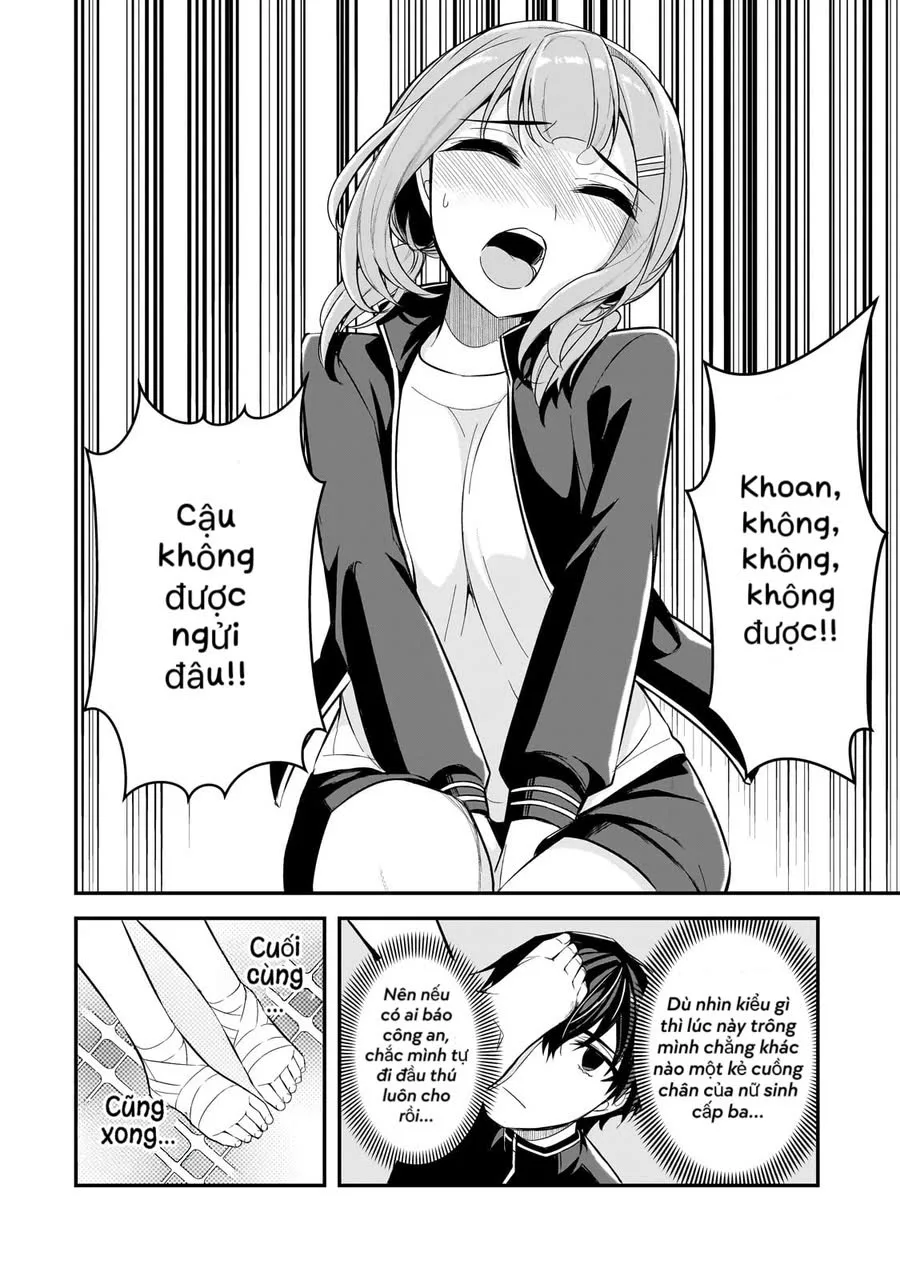 Khoan,
không,
không,
không
được!!
Cậu
không
được
ngửi
đâu!!
Dù nhìn kiểu gì
thì lúc này trông
mình chẳng khác
nào một kẻ cuồng
chân của nữ sinh
cấp ba...
Nên nếu
có ai báo
công an,
chắc mình tự
đi đầu thú
luôn cho
rồi...
Cuối
cùng
...
Cũng
xong...